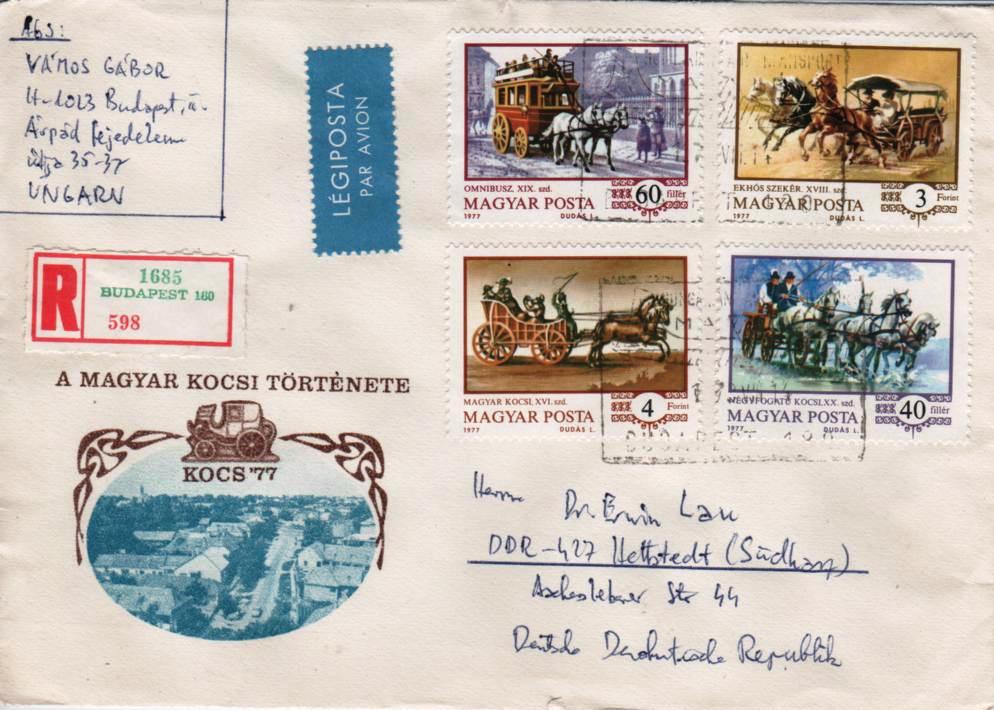 Abs:
VÁMOS GÁBOR
H-1023 Budapest, ü.
Árpád fejedelem
útja 35-37
UNGARN
LÉGIPOSTA
PAR AVION
R
1685
BUDAPEST 160
598
A MAGYAR KOCSI TÖRTÉNETE
KOCS '77
OMNIBUSZ, XIX. szd.
60 fillér
MAGYAR POSTA
1977 DUDÁS L.
EKHÓS SZEKÉR, XVIII. szd.
3 Forint
MAGYAR POSTA
1977 DUDÁS L.
MAGYAR KOCSI, XVI. szd.
4 Forint
MAGYAR POSTA
1977 DUDÁS L.
NÉGYFOGATÚ KOCSI, XX. szd.
40 fillér
MAGYAR POSTA
1977 DUDÁS L.
BUDAPEST
Herrn
Dr. Erwin Lau
DDR-427 Hettstedt (Südharz)
Ascherslebener Str 44
Deutsche Demokratische Republik